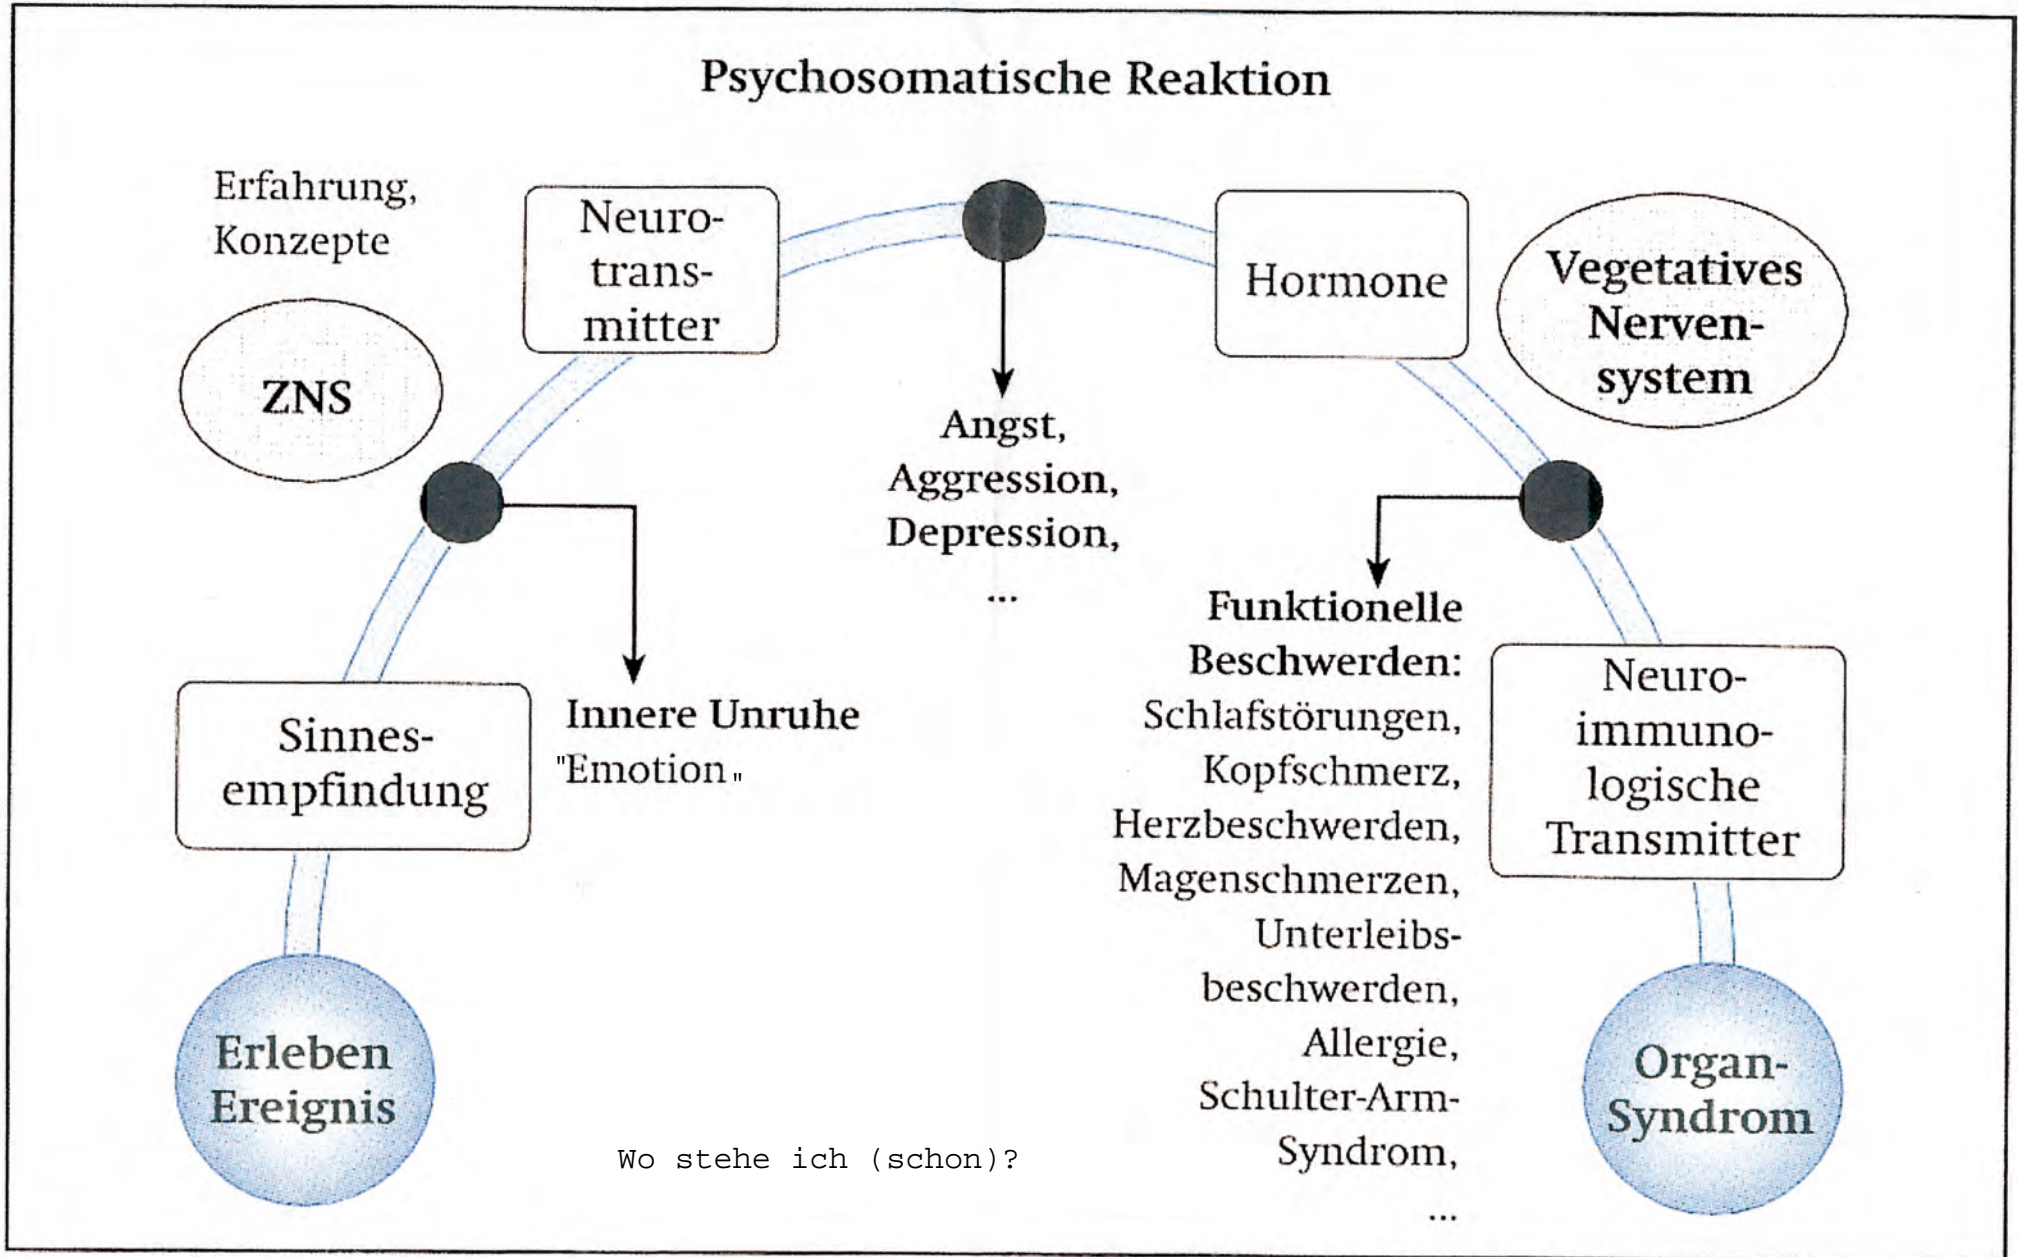 Psychosomatische Reaktion
Erfahrung,
Konzepte
ZNS
Neuro-
trans-
mitter
Hormone
Vegetatives
Nerven-
system
Angst,
Aggression,
Depression,
...
Sinnes-
empfindung
Innere Unruhe
"Emotion"
Funktionelle
Beschwerden:
Schlafstörungen,
Kopfschmerz,
Herzbeschwerden,
Magenschmerzen,
Unterleibs-
beschwerden,
Allergie,
Schulter-Arm-
Syndrom,
...
Neuro-
immuno-
logische
Transmitter
Erleben
Ereignis
Wo stehe ich (schon)?
Organ-
Syndrom